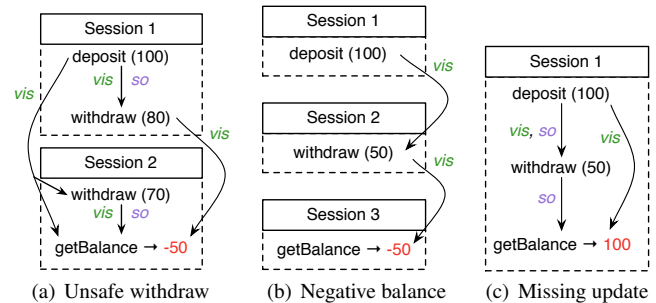 Session 1
deposit (100)
vis
vis so
withdraw (80)
vis
Session 2
withdraw (70)
vis so
getBalance → -50
(a) Unsafe withdraw
Session 1
deposit (100)
vis
Session 2
withdraw (50)
vis
Session 3
getBalance → -50
(b) Negative balance
Session 1
deposit (100)
vis, so
vis
withdraw (50)
so
getBalance → 100
(c) Missing update